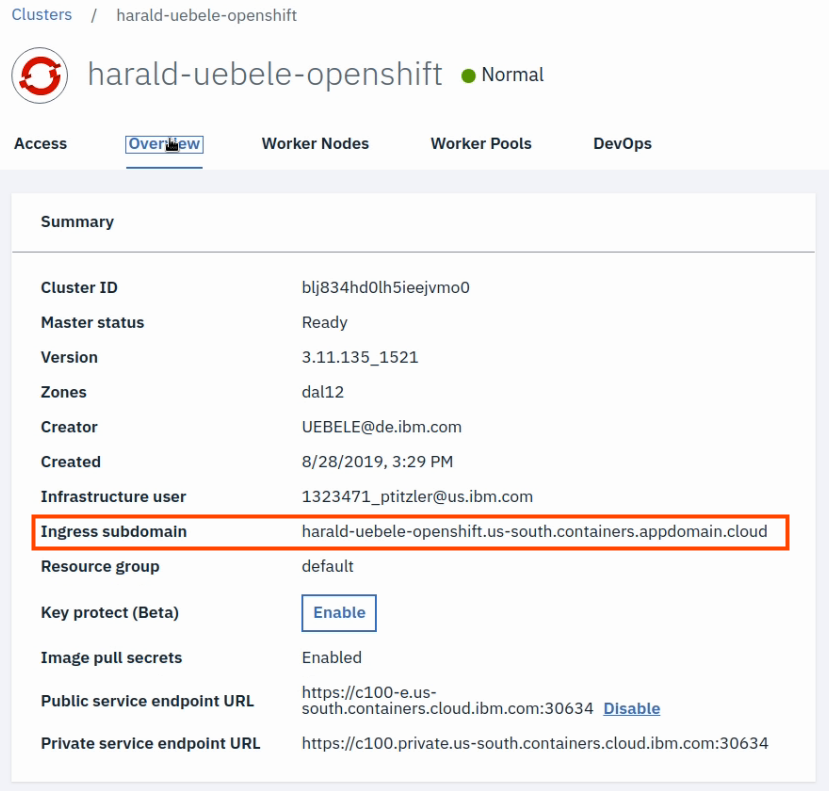 Clusters / harald-uebele-openshift
harald-uebele-openshift Normal
Access Overview Worker Nodes Worker Pools DevOps
Summary
Cluster ID blj834hd0lh5ieejvmo0
Master status Ready
Version 3.11.135_1521
Zones dal12
Creator UEBELE@de.ibm.com
Created 8/28/2019, 3:29 PM
Infrastructure user 1323471_ptitzler@us.ibm.com
Ingress subdomain harald-uebele-openshift.us-south.containers.appdomain.cloud
Resource group default
Key protect (Beta) Enable
Image pull secrets Enabled
Public service endpoint URL https://c100-e.us-
south.containers.cloud.ibm.com:30634 Disable
Private service endpoint URL https://c100.private.us-south.containers.cloud.ibm.com:30634